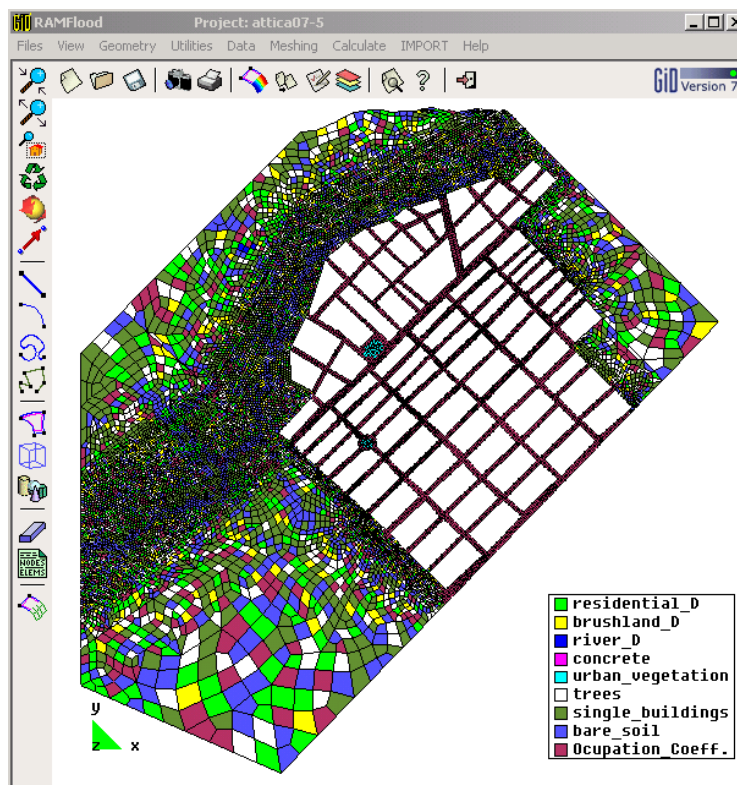 GiD RAMFlood Project: attica07-5
Files View Geometry Utilities Data Meshing Calculate IMPORT Help
GiD Version 7
NODES
ELEMS
y
z x
residential_D
brushland_D
river_D
concrete
urban_vegetation
trees
single_buildings
bare_soil
Ocupation_Coeff.